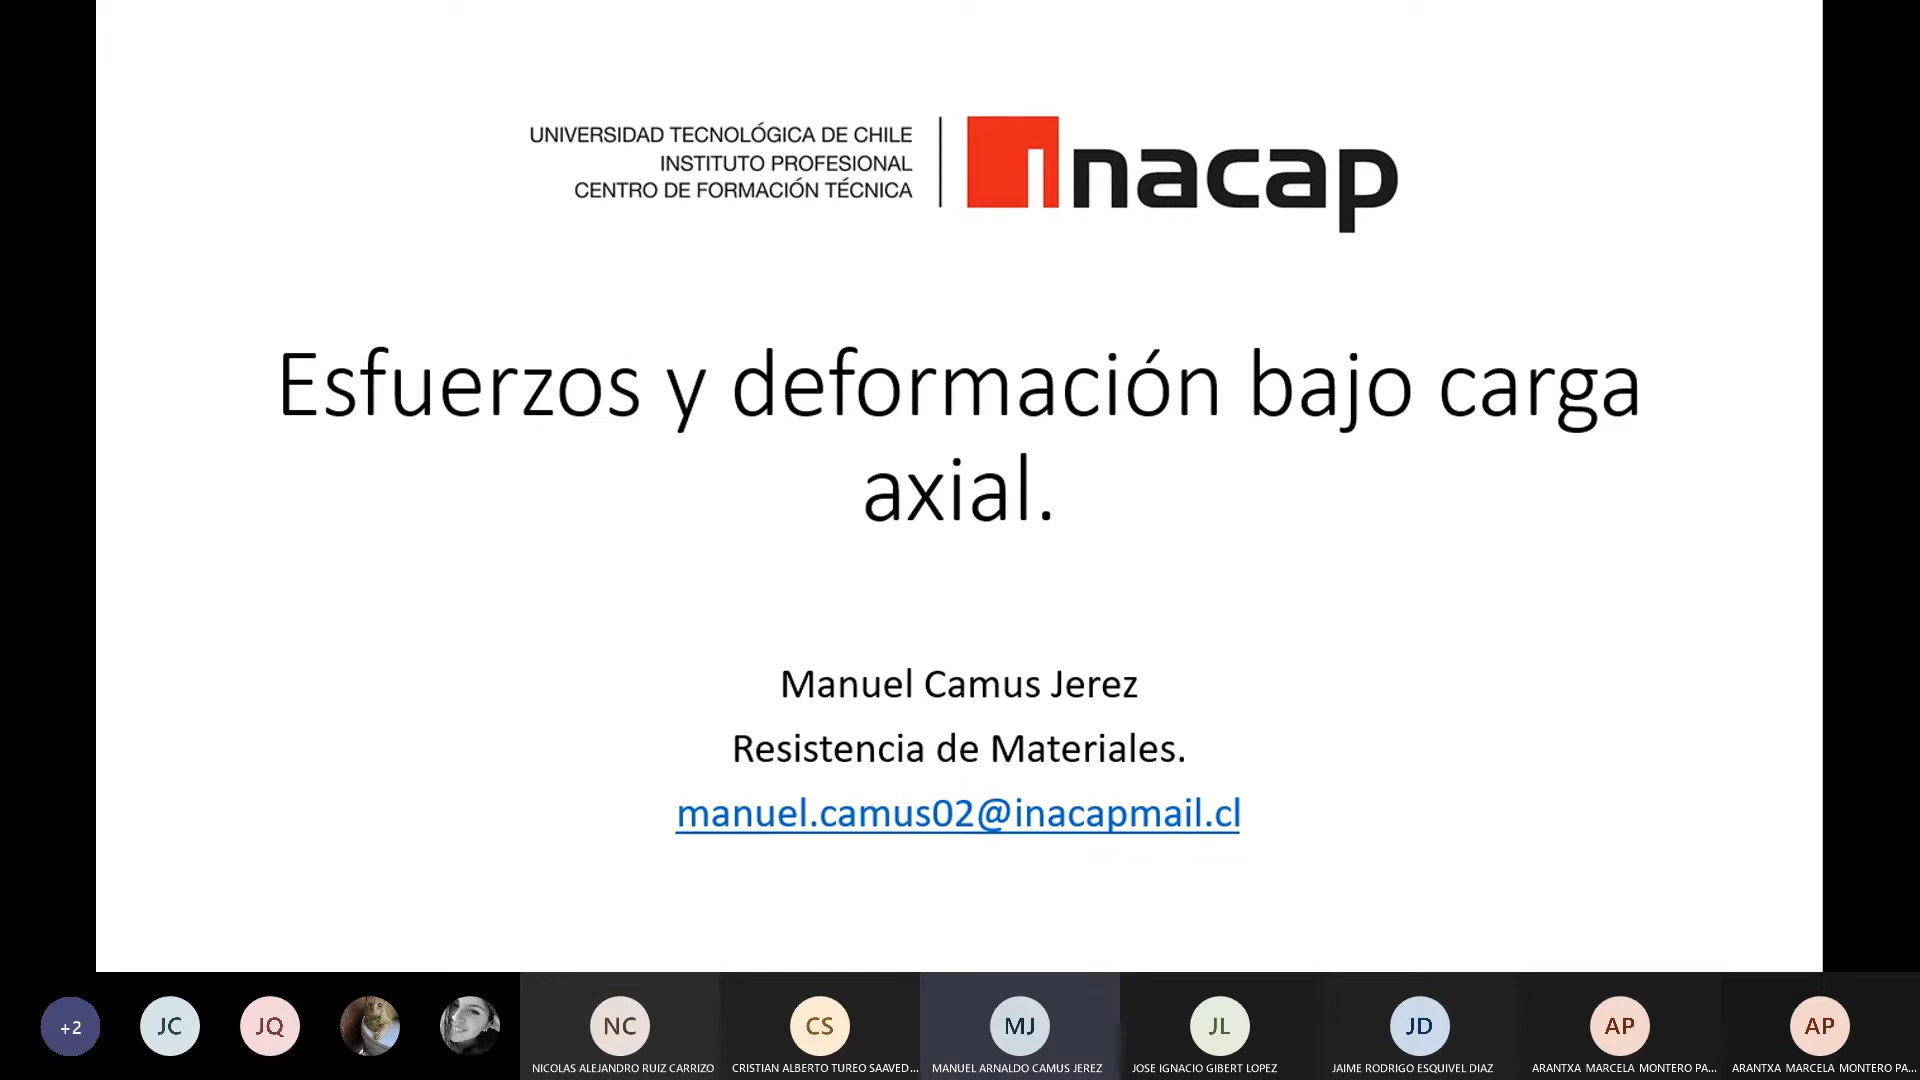 UNIVERSIDAD TECNOLÓGICA DE CHILE
INSTITUTO PROFESIONAL
CENTRO DE FORMACIÓN TÉCNICA
inacap
Esfuerzos y deformación bajo carga
axial.
Manuel Camus Jerez
Resistencia de Materiales.
manuel.camus02@inacapmail.cl
+2
JC
JQ
NC
CS
MJ
JL
JD
AP
AP
NICOLAS ALEJANDRO RUIZ CARRIZO
CRISTIAN ALBERTO TUREO SAAVED...
MANUEL ARNALDO CAMUS JEREZ
JOSE IGNACIO GIBERT LOPEZ
JAIME RODRIGO ESQUIVEL DIAZ
ARANTXA MARCELA MONTERO PA...
ARANTXA MARCELA MONTERO PA...